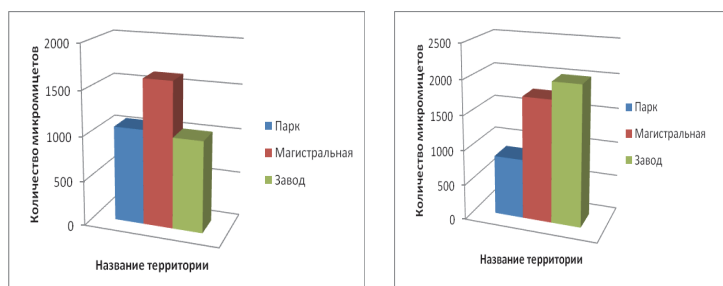 Количество микромицетов
2000
1500
1000
500
0
Парк
Магистральная
Завод
Название территории
Количество микромицетов
2500
2000
1500
1000
500
0
Парк
Магистральная
Завод
Название территории